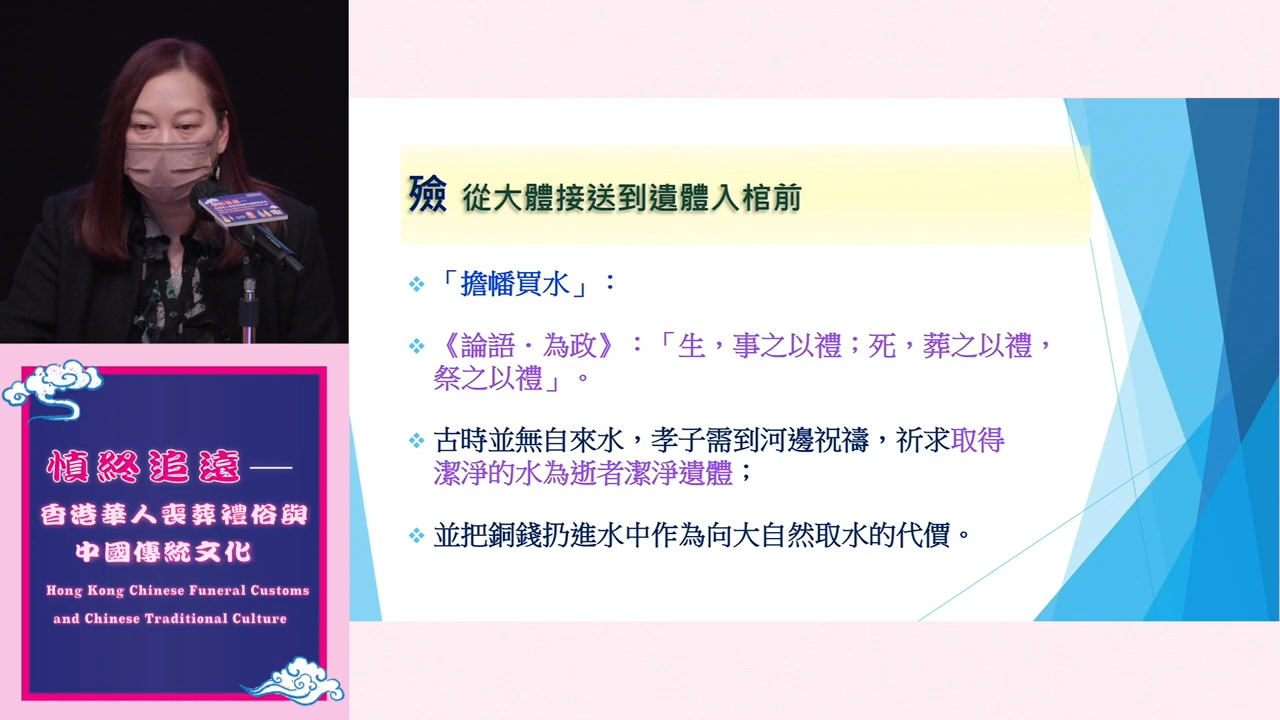 殮 從大體接送到遺體入棺前
「擔幡買水」：
《論語．為政》：「生，事之以禮；死，葬之以禮，
祭之以禮」。
古時並無自來水，孝子需到河邊祝禱，祈求取得
潔淨的水為逝者潔淨遺體；
並把銅錢扔進水中作為向大自然取水的代價。
慎終追遠—
香港華人喪葬禮俗與
中國傳統文化
Hong Kong Chinese Funeral Customs
and Chinese Traditional Culture